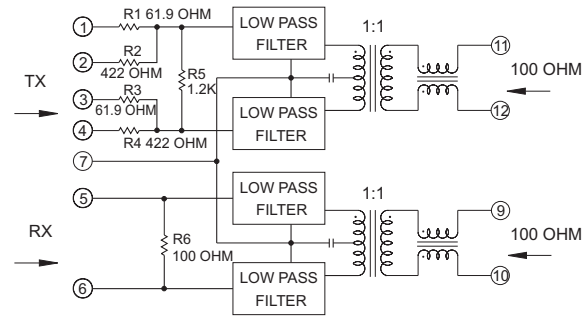 1 R1 61.9 OHM LOW PASS FILTER 1:1 11
2 R2 422 OHM
R5 1.2K
100 OHM
TX
3 R3 61.9 OHM
12
4 R4 422 OHM LOW PASS FILTER
7
5 LOW PASS FILTER 1:1 9
RX
R6 100 OHM
100 OHM
6 LOW PASS FILTER 10